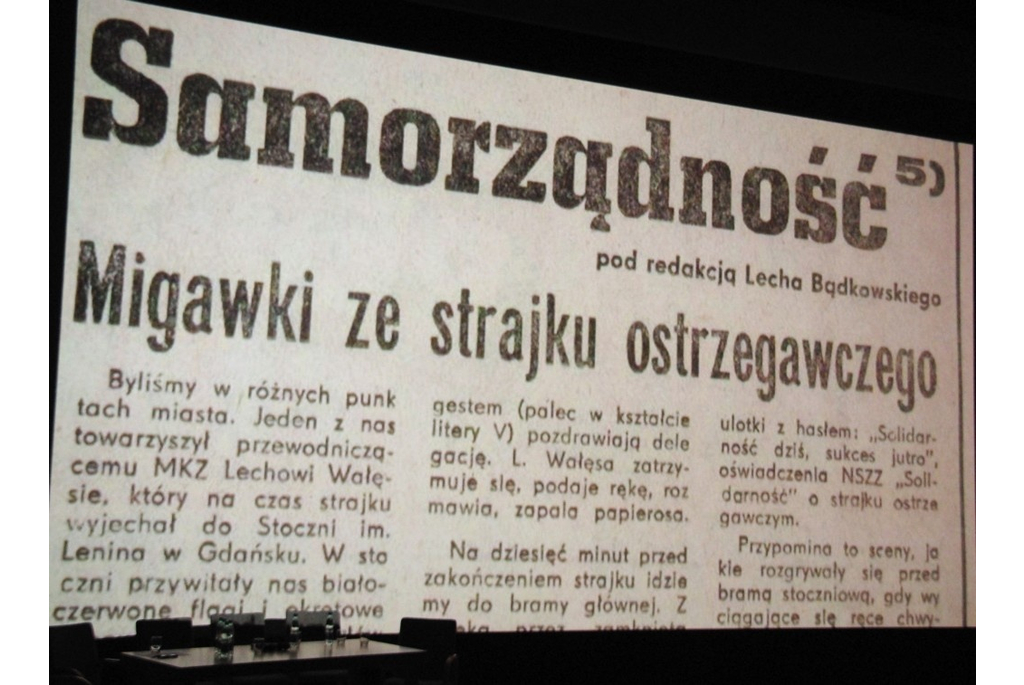 Samorządność 5)
pod redakcją Lecha Bądkowskiego
Migawki ze strajku ostrzegawczego
Byliśmy w różnych punk
tach miasta. Jeden z nas
towarzyszył przewodniczą-
cemu MKZ Lechowi Wałę-
sie, który na czas strajku
wyjechał do Stoczni im.
Lenina w Gdańsku. W sto
czni przywitały nas biało-
czerwone flagi i okrętowe
gestem (palec w kształcie
litery V) pozdrawiają dele
gację. L. Wałęsa zatrzy-
muje się, podaje rękę, roz
mawia, zapala papierosa.
Na dziesięć minut przed
zakończeniem strajku idzie
my do bramy głównej. Z
przez zamkniętą
ulotki z hasłem: „Solidar-
ność dziś, sukces jutro",
oświadczenia NSZZ „Soli-
darność" o strajku ostrze
gawczym.
Przypomina to sceny, ja
kie rozgrywały się przed
bramą stoczniową, gdy wy
ciągające się ręce chwy-